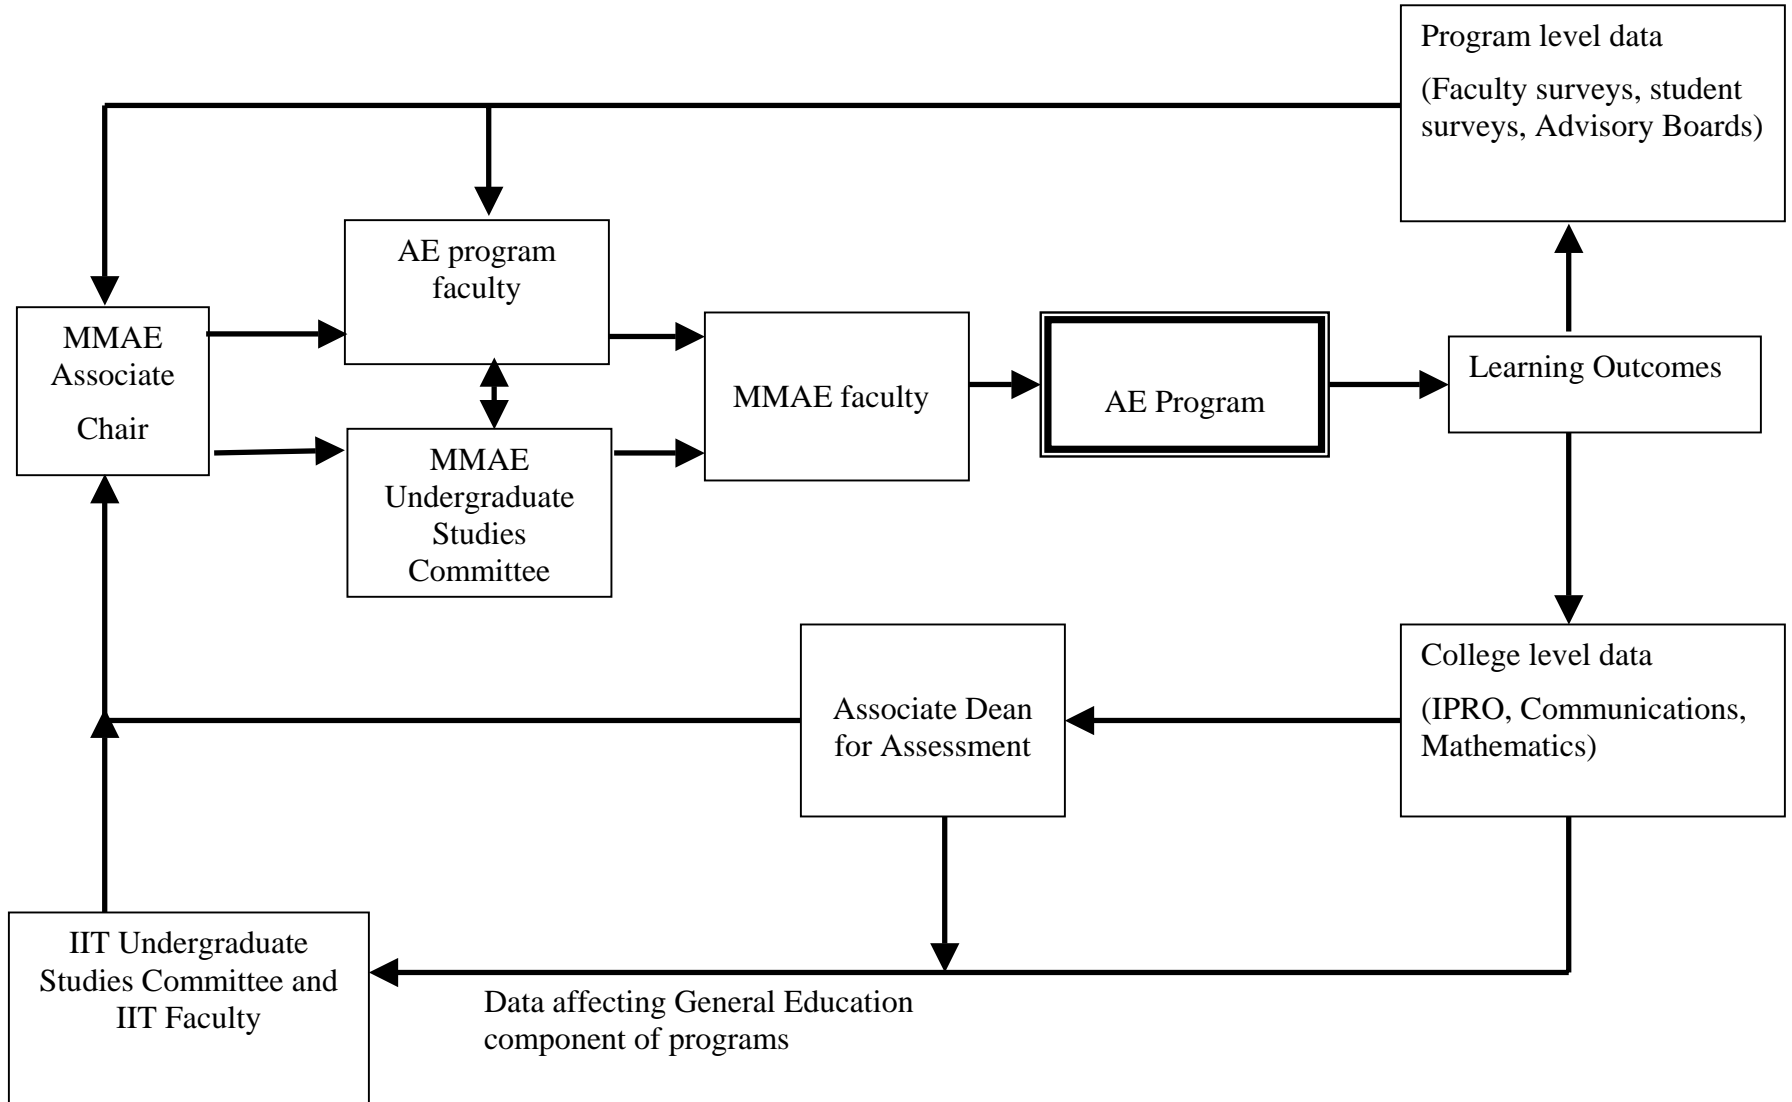 Program level data
(Faculty surveys, student
surveys, Advisory Boards)
AE program
faculty
MMAE
Associate
Chair
MMAE faculty
AE Program
Learning Outcomes
MMAE
Undergraduate
Studies
Committee
College level data
(IPRO, Communications,
Mathematics)
Associate Dean
for Assessment
IIT Undergraduate
Studies Committee and
IIT Faculty
Data affecting General Education
component of programs